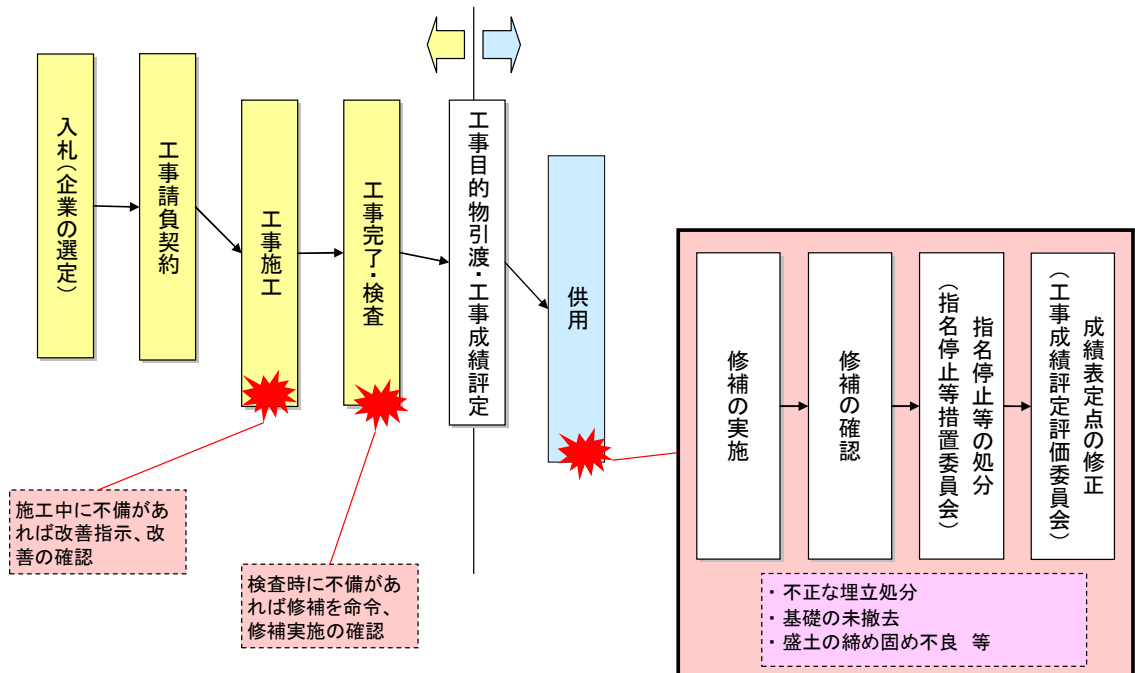 入札（企業の選定）
工事請負契約
工事施工
工事完了・検査
工事目的物引渡・工事成績評定
供用
施工中に不備があ
れば改善指示、改
善の確認
検査時に不備があ
れば修補を命令、
修補実施の確認
修補の実施
修補の確認
指名停止等の処分
（指名停止等措置委員会）
成績表定点の修正
（工事成績評定評価委員会）
・不正な埋立処分
・基礎の未撤去
・盛土の締め固め不良 等